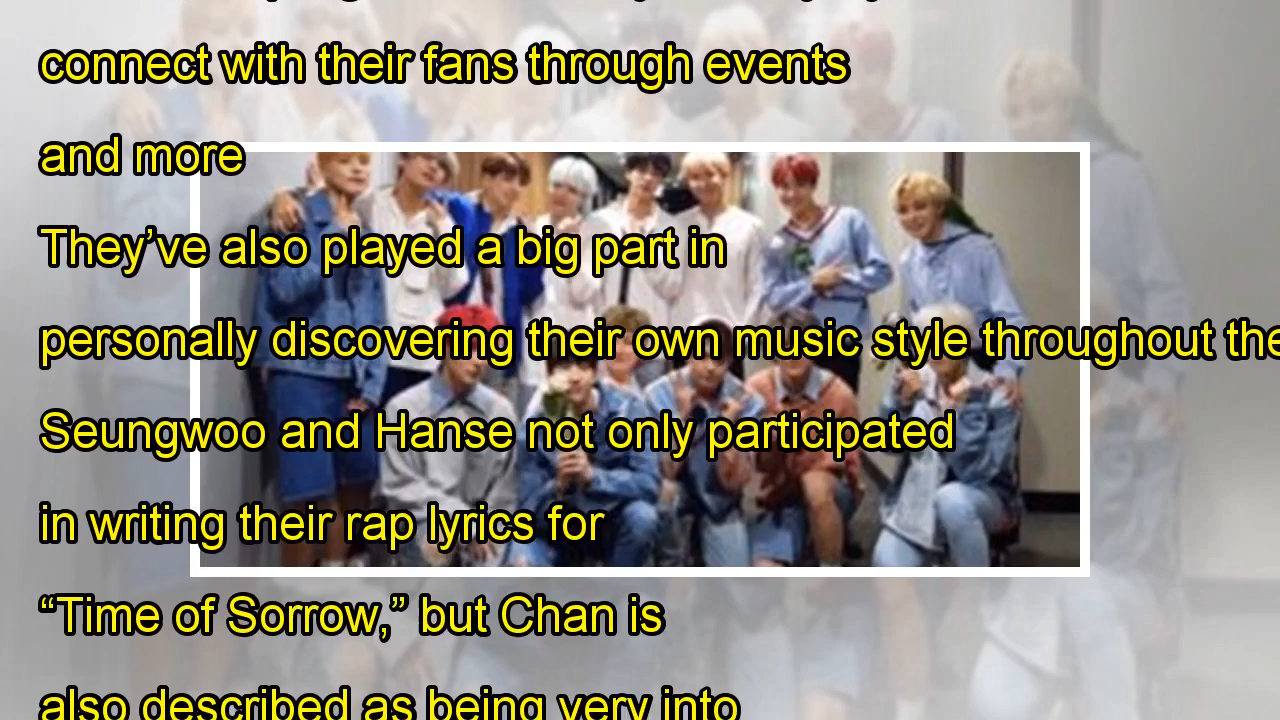 connect with their fans through events
and more
They’ve also played a big part in
personally discovering their own music style throughout the
Seungwoo and Hanse not only participated
in writing their rap lyrics for
“Time of Sorrow,” but Chan is
also described as being very into